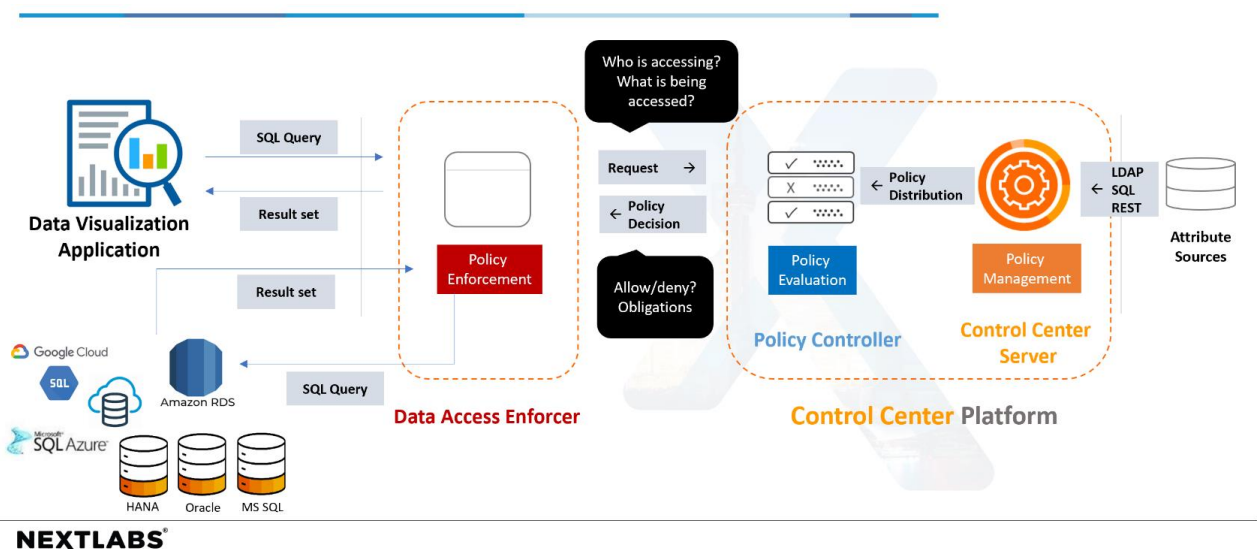 Who is accessing?
What is being
accessed?
SQL Query
Result set
Data Visualization
Application
Result set
SQL Query
Policy
Enforcement
Data Access Enforcer
Request →
← Policy
Decision
Allow/deny?
Obligations
✓
X
✓
Policy
Evaluation
Policy Controller
← Policy
Distribution
Policy
Management
Control Center
Server
Control Center Platform
← LDAP
SQL
REST
Attribute
Sources
Google Cloud
SQL
Amazon RDS
Microsoft®
SQL Azure™
HANA
Oracle
MS SQL
NEXTLABS®